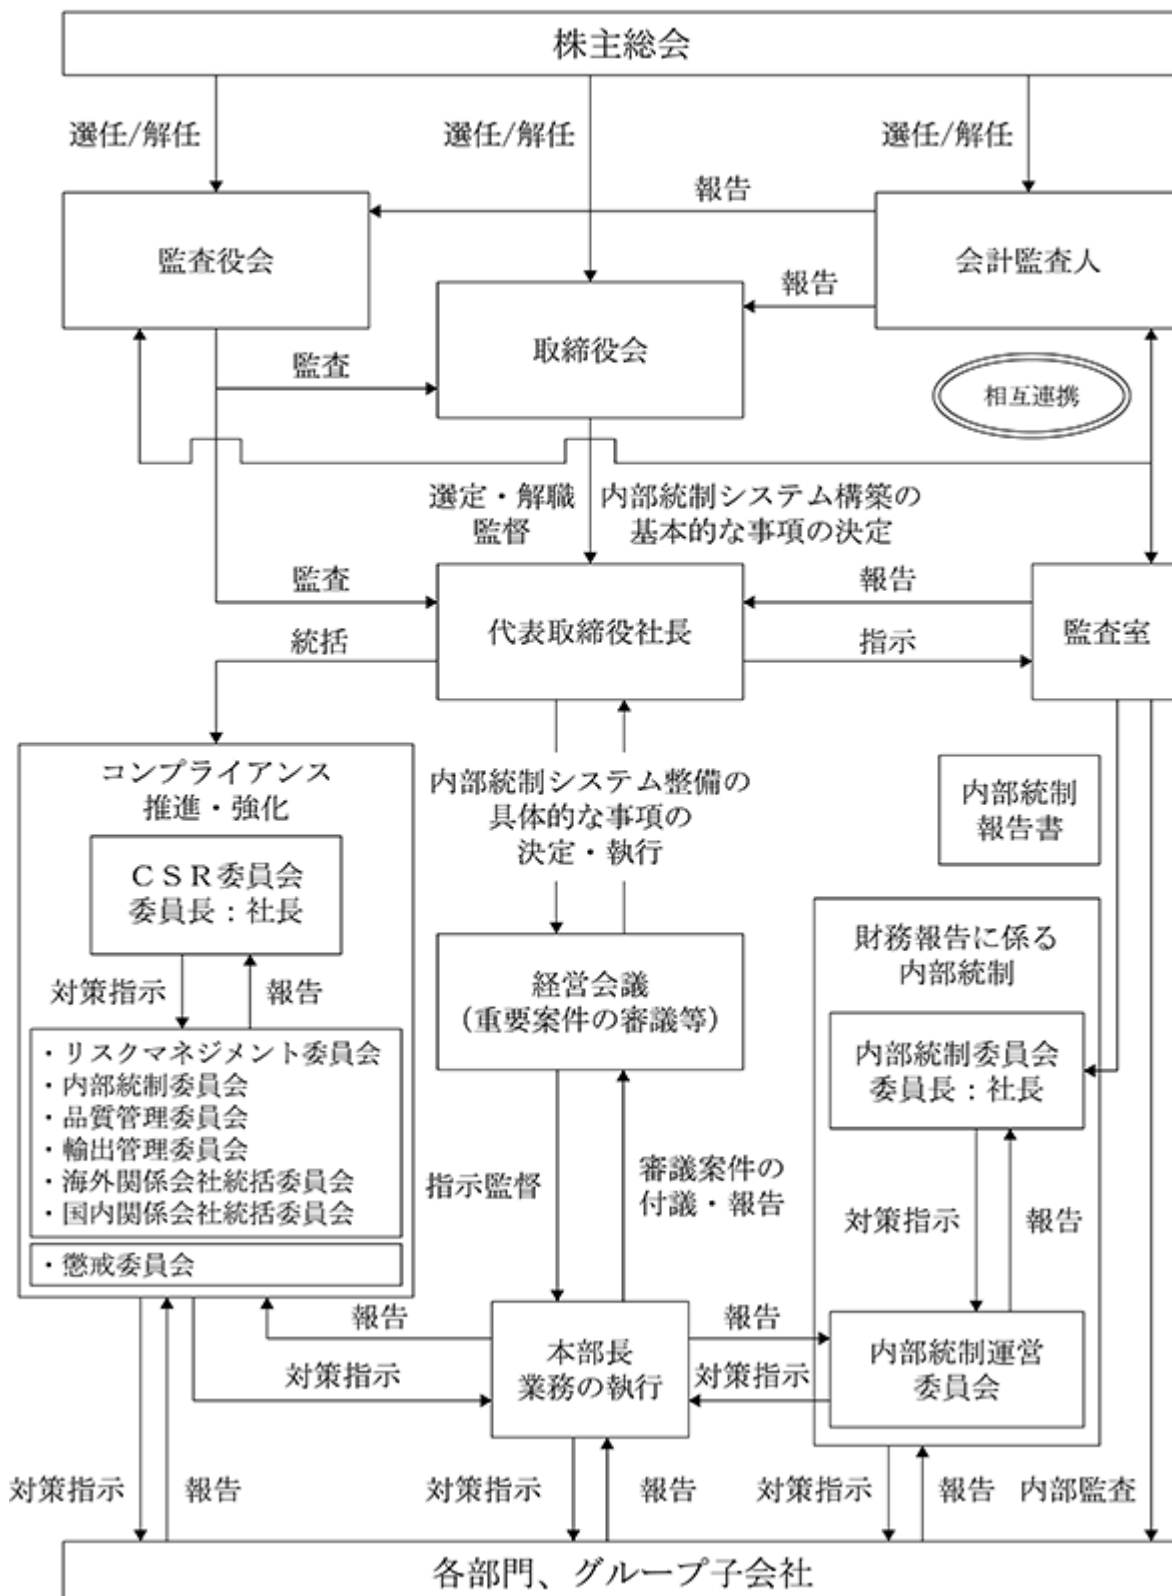 株主総会
選任/解任
選任/解任
選任/解任
報告
監査役会
会計監査人
報告
取締役会
監査
相互連携
選定・解職
監督
内部統制システム構築の
基本的な事項の決定
監査
報告
代表取締役社長
監査室
統括
指示
コンプライアンス
推進・強化
内部統制システム整備の
具体的な事項の
決定・執行
内部統制
報告書
ＣＳＲ委員会
委員長：社長
財務報告に係る
内部統制
対策指示
報告
経営会議
（重要案件の審議等）
内部統制委員会
委員長：社長
・リスクマネジメント委員会
・内部統制委員会
・品質管理委員会
・輸出管理委員会
・海外関係会社統括委員会
・国内関係会社統括委員会
・懲戒委員会
指示監督
審議案件の
付議・報告
対策指示
報告
報告
報告
本部長
業務の執行
内部統制運営
委員会
対策指示
対策指示
対策指示
報告
対策指示
報告
対策指示
報告
内部監査
各部門、グループ子会社